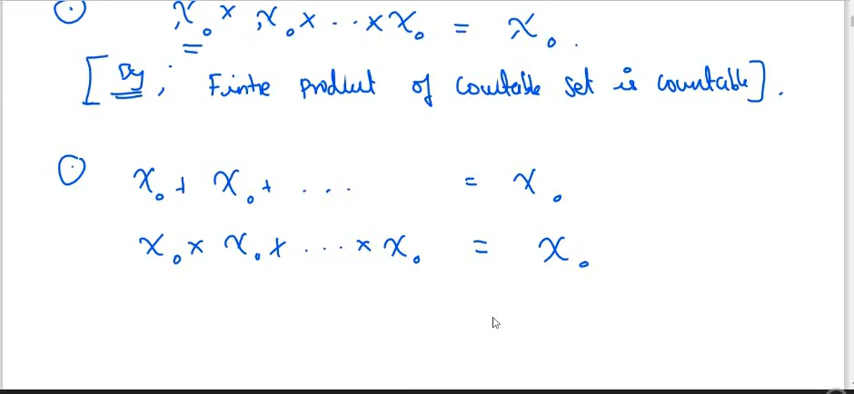 ℵ₀ × ℵ₀ × ... × ℵ₀ = ℵ₀.
[By, Finite product of countable set is countable].
ℵ₀ + ℵ₀ + ... = ℵ₀
ℵ₀ × ℵ₀ × ... × ℵ₀ = ℵ₀